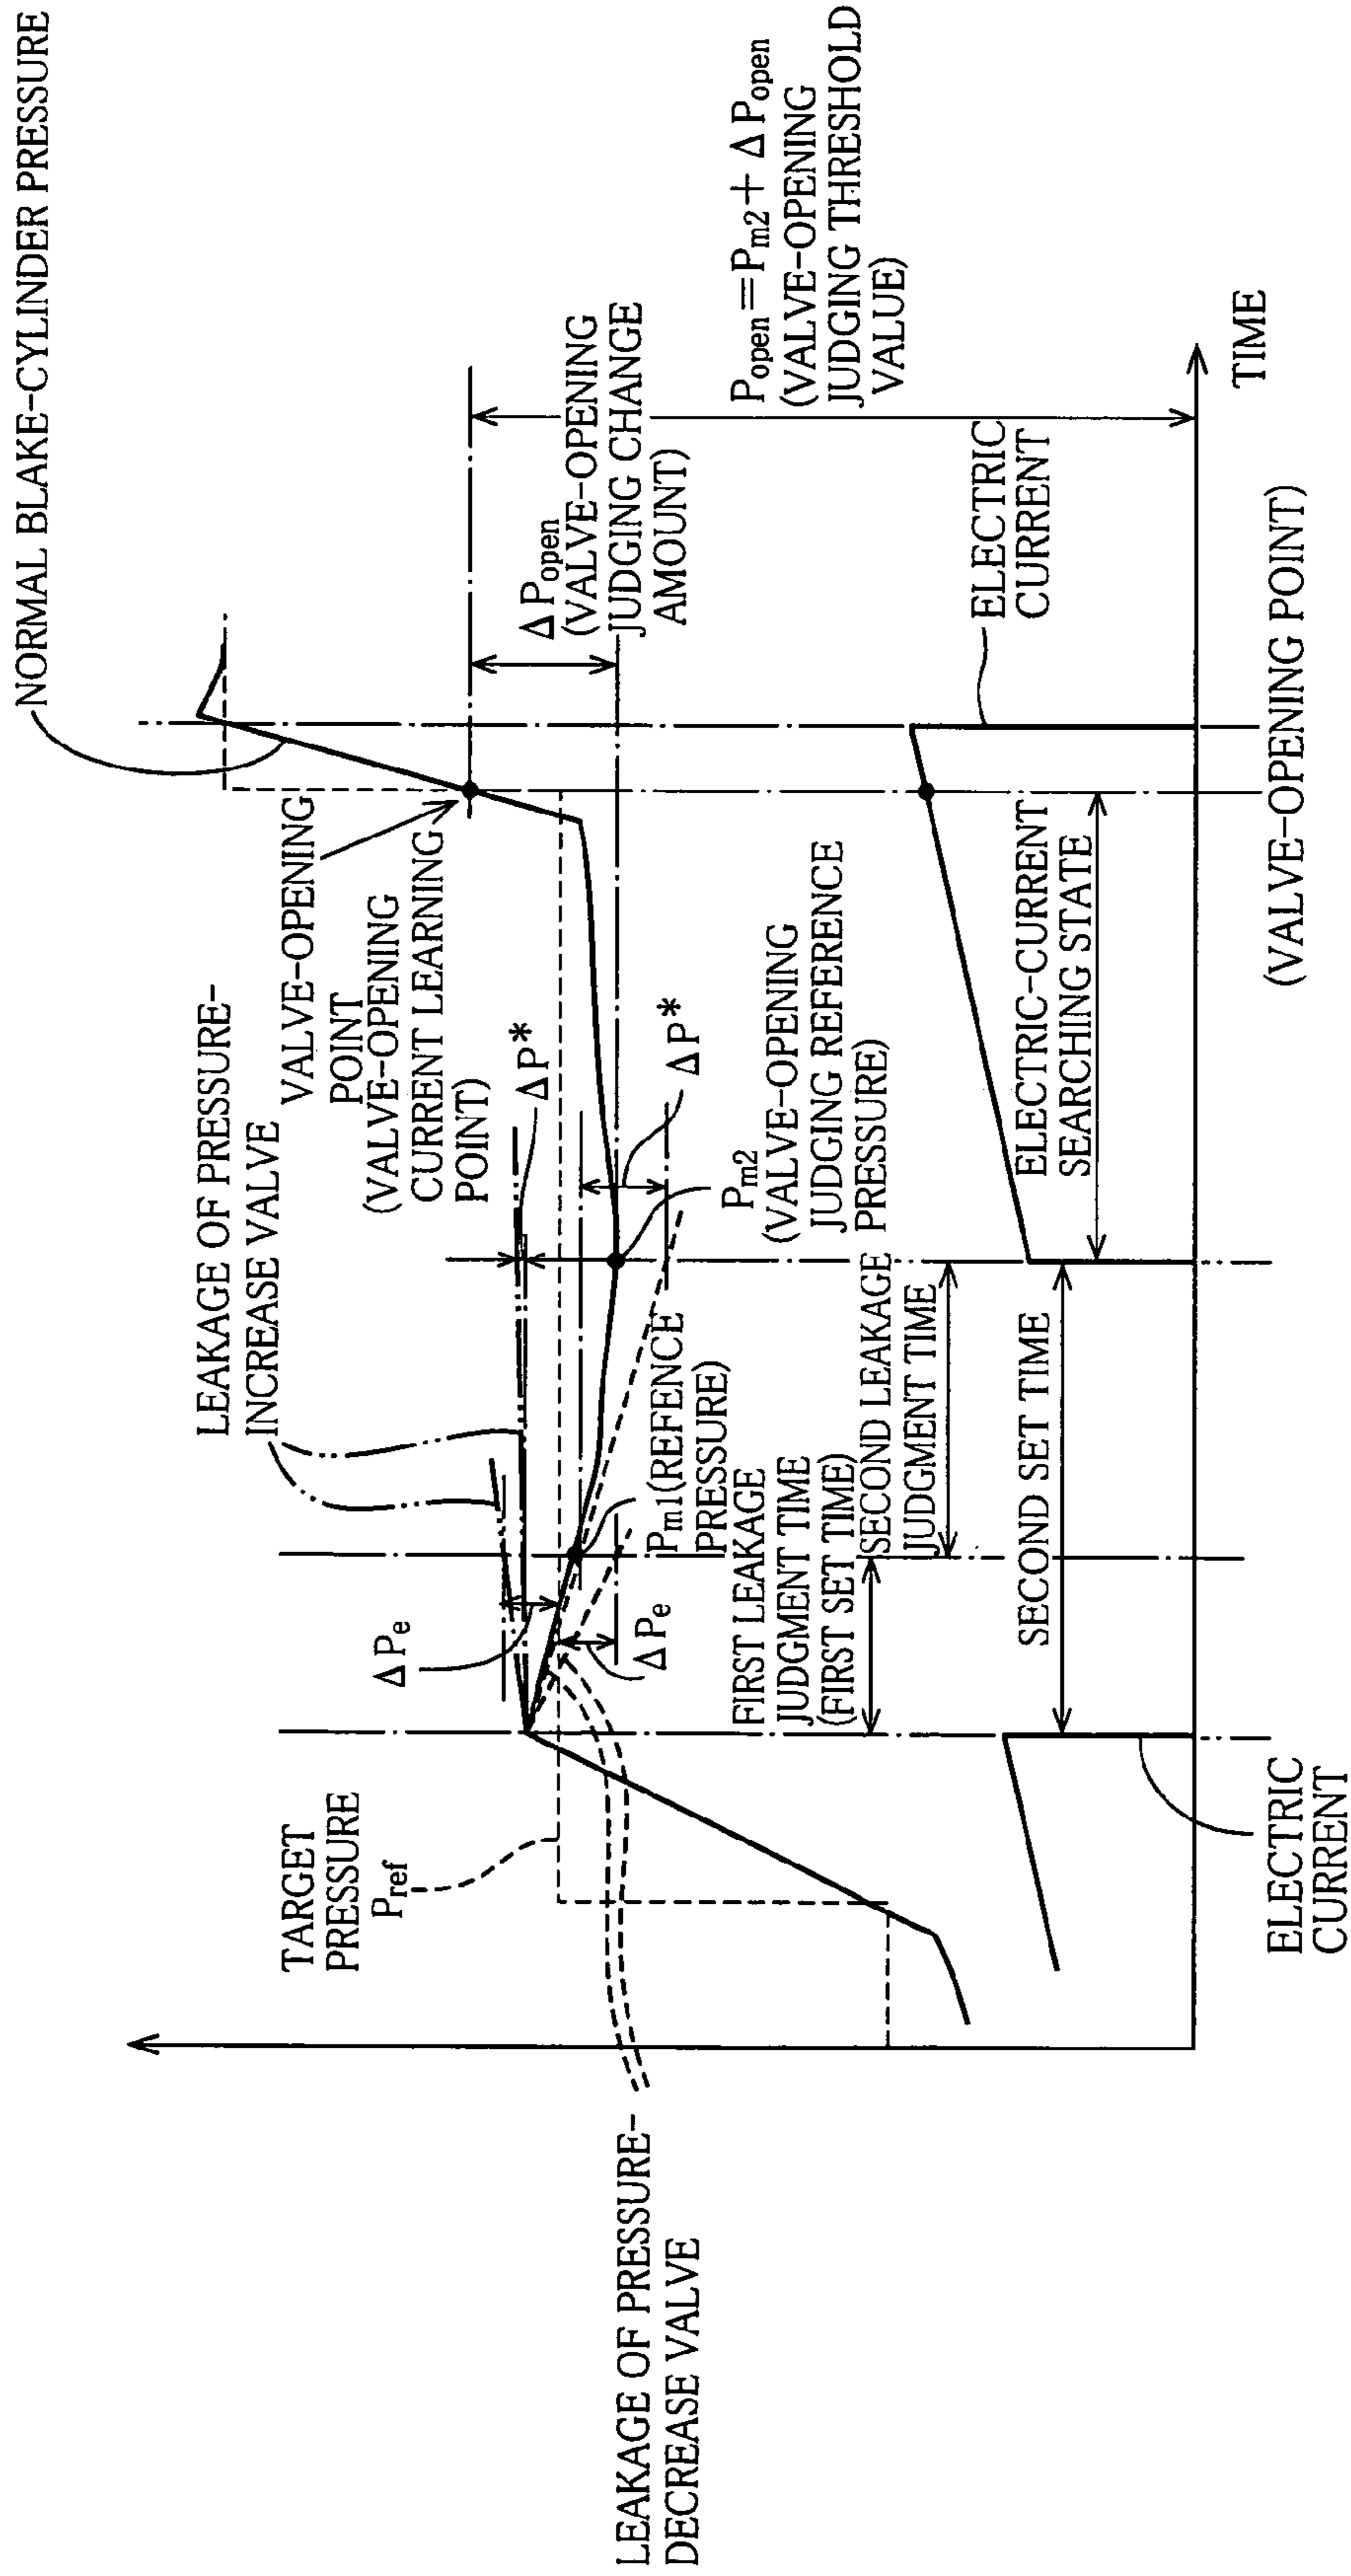 NORMAL BLAKE-CYLINDER PRESSURE
LEAKAGE OF PRESSURE-
INCREASE VALVE
VALVE-OPENING
POINT
(VALVE-OPENING
CURRENT LEARNING
POINT)
TARGET
PRESSURE
Pref
ΔPe
ΔPe
ΔP*
ΔP*
ΔPopen
(VALVE-OPENING
JUDGING CHANGE
AMOUNT)
Popen=Pm2+ΔPopen
(VALVE-OPENING
JUDGING THRESHOLD
VALUE)
Pm1(REFENCE
PRESSURE)
Pm2
(VALVE-OPENING
JUDGING REFERENCE
PRESSURE)
LEAKAGE OF PRESSURE-
DECREASE VALVE
FIRST LEAKAGE
JUDGMENT TIME
(FIRST SET TIME)
SECOND LEAKAGE
JUDGMENT TIME
SECOND SET TIME
ELECTRIC-CURRENT
SEARCHING STATE
ELECTRIC
CURRENT
ELECTRIC
CURRENT
TIME
(VALVE-OPENING POINT)